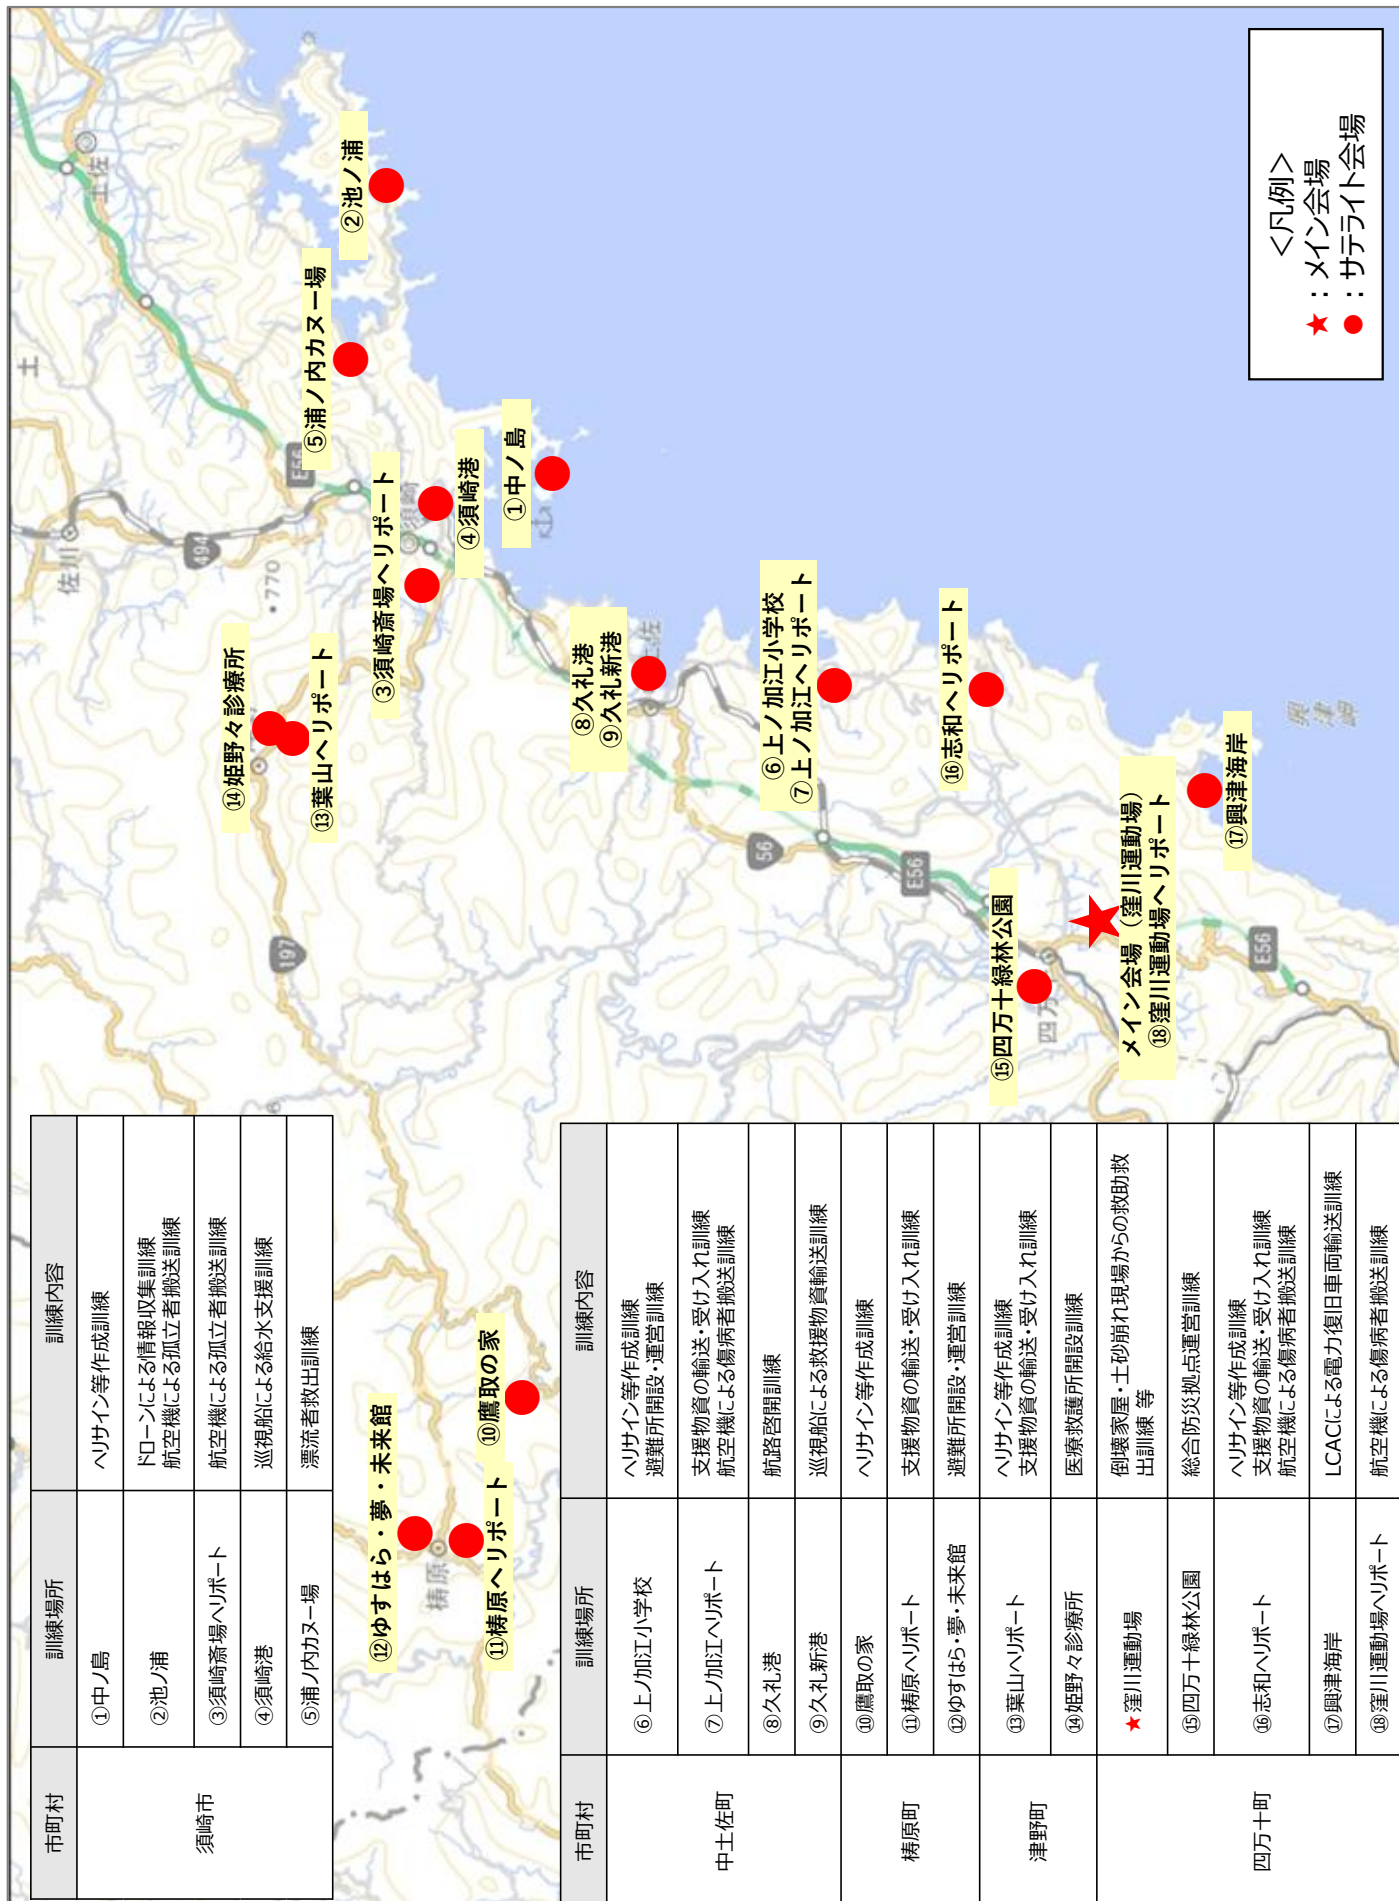 市町村 訓練場所 訓練内容
須崎市
①中ノ島 ヘリサイン等作成訓練
②池ノ浦 ドローンによる情報収集訓練
航空機による孤立者搬送訓練
③須崎斎場ヘリポート 航空機による孤立者搬送訓練
④須崎港 巡視船による給水支援訓練
⑤浦ノ内カヌー場 漂流者救出訓練
市町村 訓練場所 訓練内容
中土佐町
⑥上ノ加江小学校 ヘリサイン等作成訓練
避難所開設・運営訓練
⑦上ノ加江ヘリポート 支援物資の輸送・受け入れ訓練
航空機による傷病者搬送訓練
⑧久礼港 航路啓開訓練
⑨久礼新港 巡視船による救援物資輸送訓練
梼原町
⑩鷹取の家 ヘリサイン等作成訓練
⑪梼原ヘリポート 支援物資の輸送・受け入れ訓練
⑫ゆすはら・夢・未来館 避難所開設・運営訓練
津野町
⑬葉山ヘリポート ヘリサイン等作成訓練
支援物資の輸送・受け入れ訓練
⑭姫野々診療所 医療救護所開設訓練
四万十町
★窪川運動場 倒壊家屋・土砂崩れ現場からの救助救
出訓練 等
⑮四万十緑林公園 総合防災拠点運営訓練
⑯志和ヘリポート ヘリサイン等作成訓練
支援物資の輸送・受け入れ訓練
航空機による傷病者搬送訓練
⑰興津海岸 LCACによる電力復旧車両輸送訓練
⑱窪川運動場ヘリポート 航空機による傷病者搬送訓練
⑫ゆすはら・夢・未来館
梼原
⑪梼原ヘリポート
⑩鷹取の家
197
⑭姫野々診療所
⑬葉山ヘリポート
・770
佐川
494
土
土佐
E56
⑤浦ノ内カヌー場
②池ノ浦
③須崎斎場ヘリポート
須崎
④須崎港
①中ノ島
⑧久礼港
⑨久礼新港
土佐
56
⑥上ノ加江小学校
⑦上ノ加江ヘリポート
E56
⑯志和ヘリポート
⑮四万十緑林公園
四万
メイン会場（窪川運動場）
⑱窪川運動場ヘリポート
⑰興津海岸
興津岬
E56
＜凡例＞
★：メイン会場
●：サテライト会場